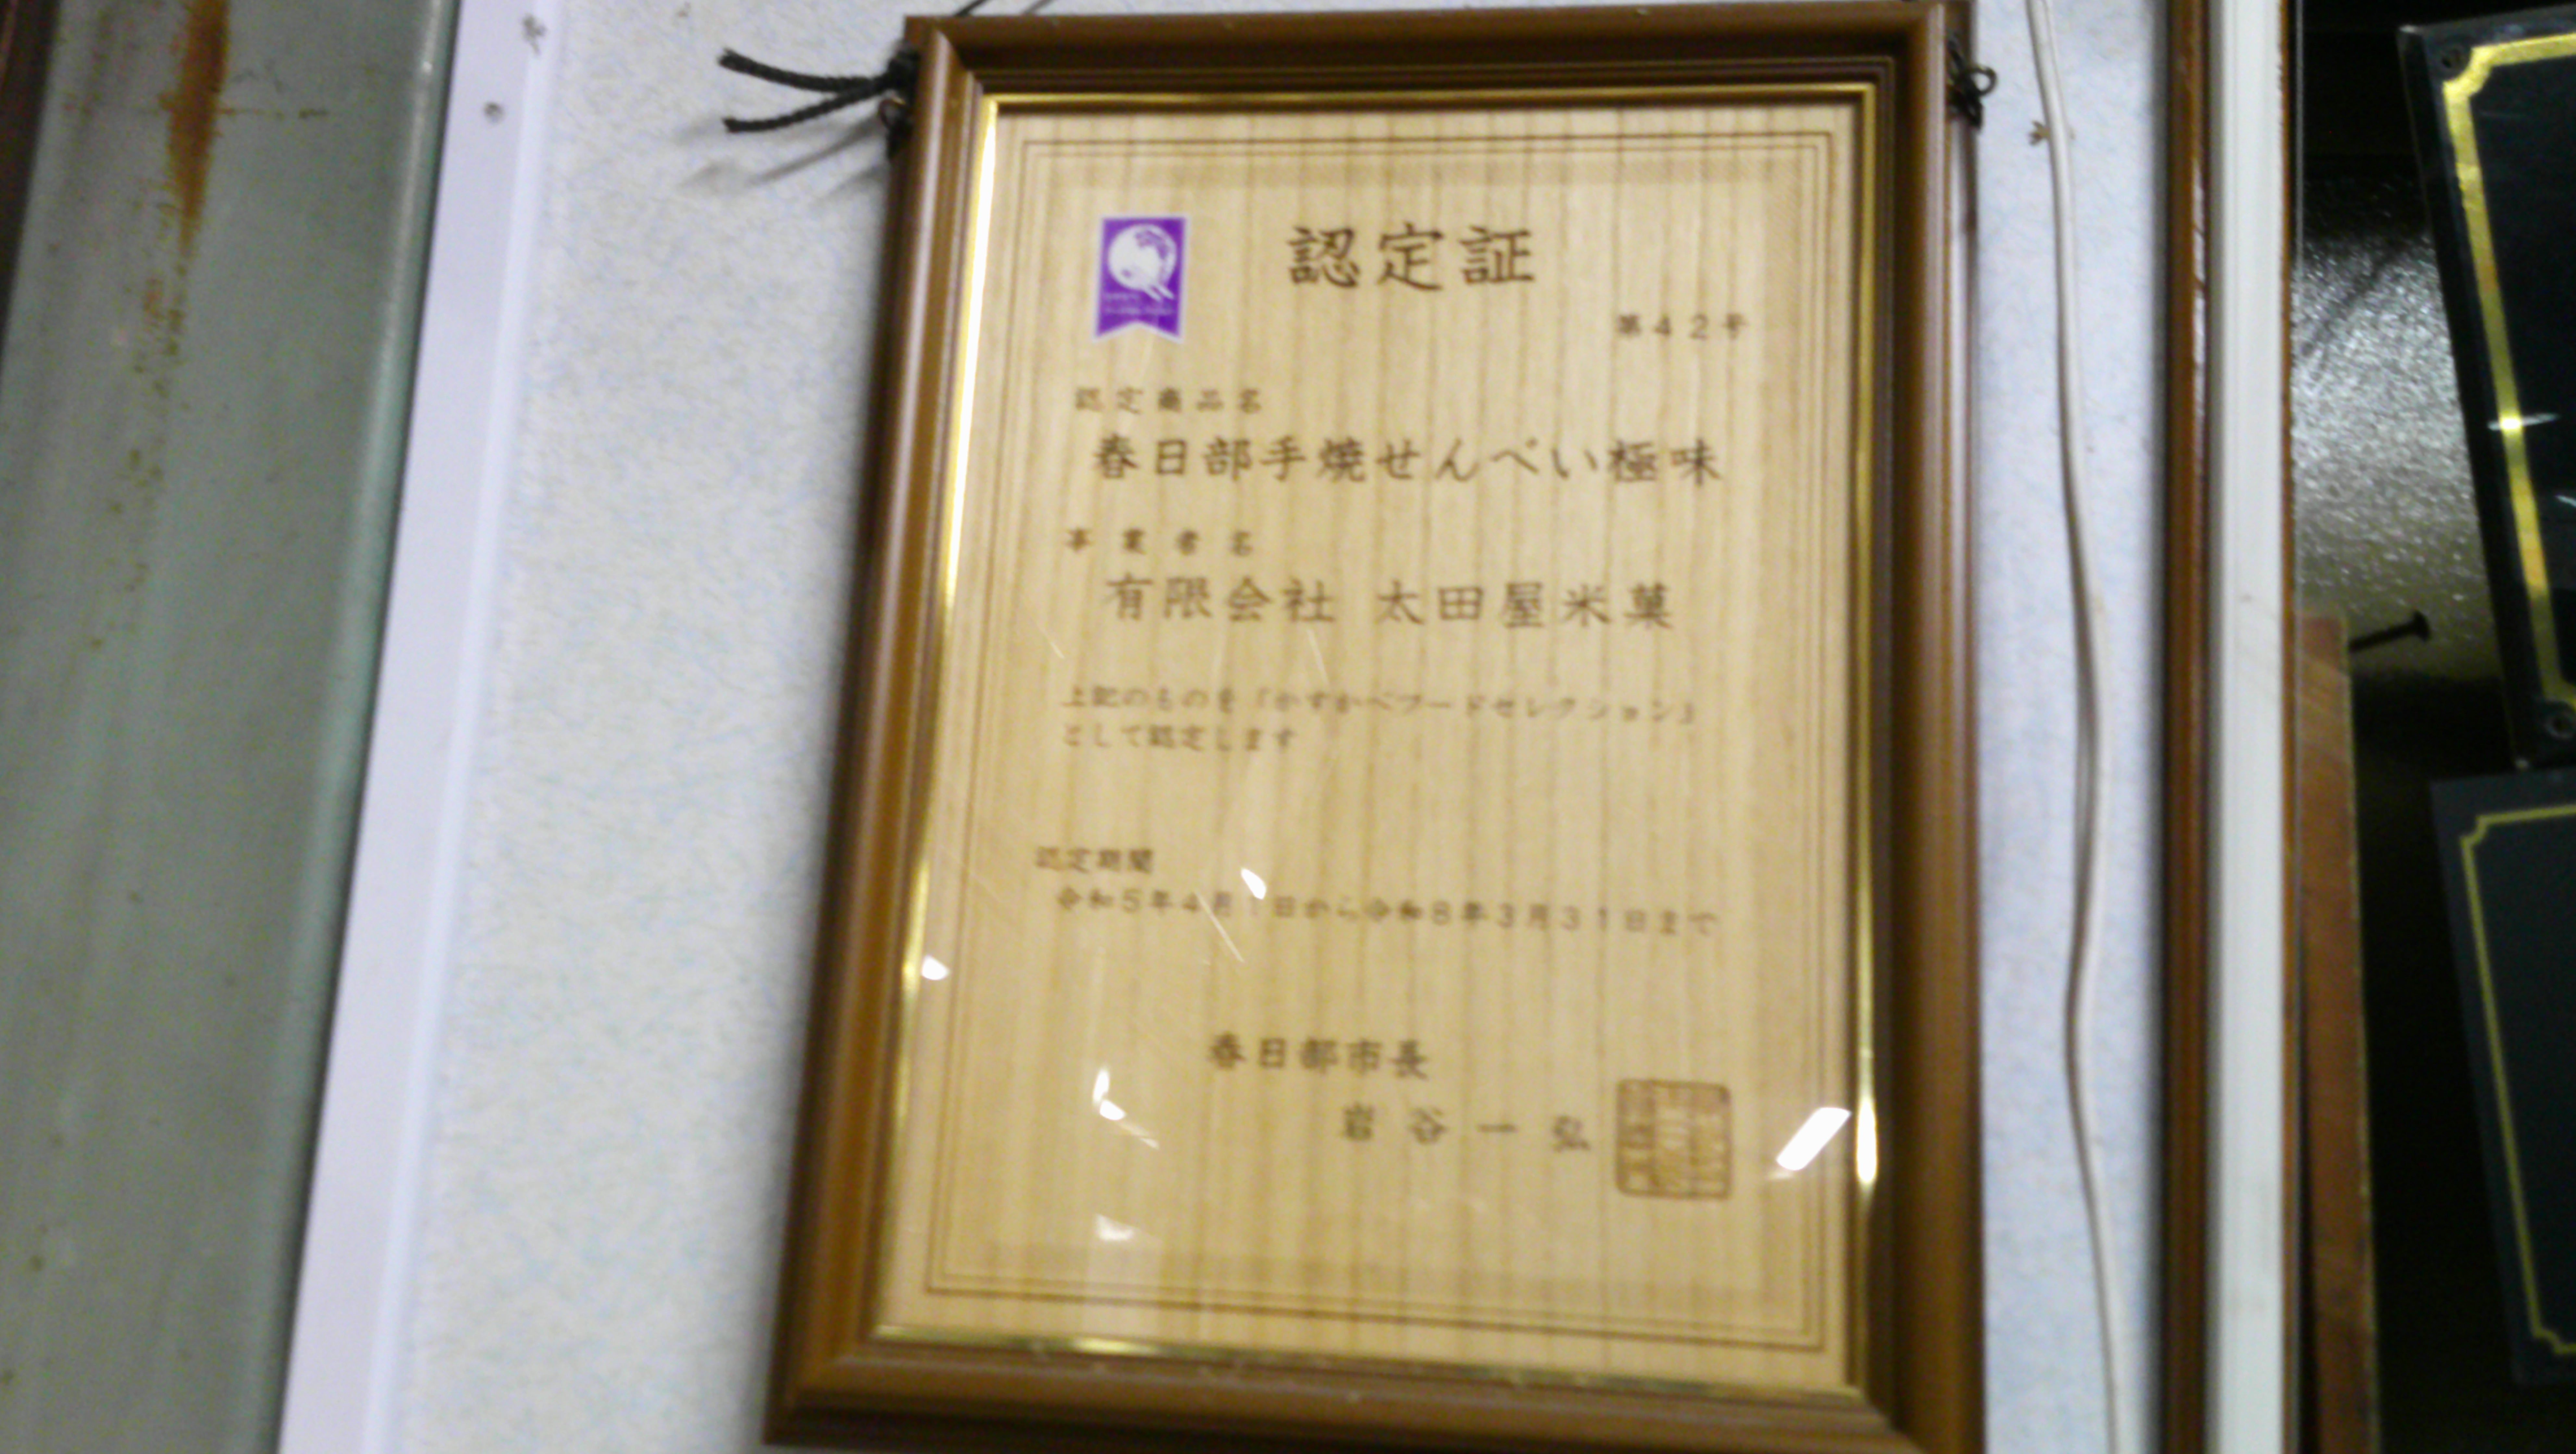 認定証
第42号
認定商品名
春日部手焼せんべい極味
事業者名
有限会社 太田屋米菓
上記のものを「かすかべフードセレクション」
として認定します
認定期間
令和5年4月1日から令和8年3月31日まで
春日部市長
岩谷一弘